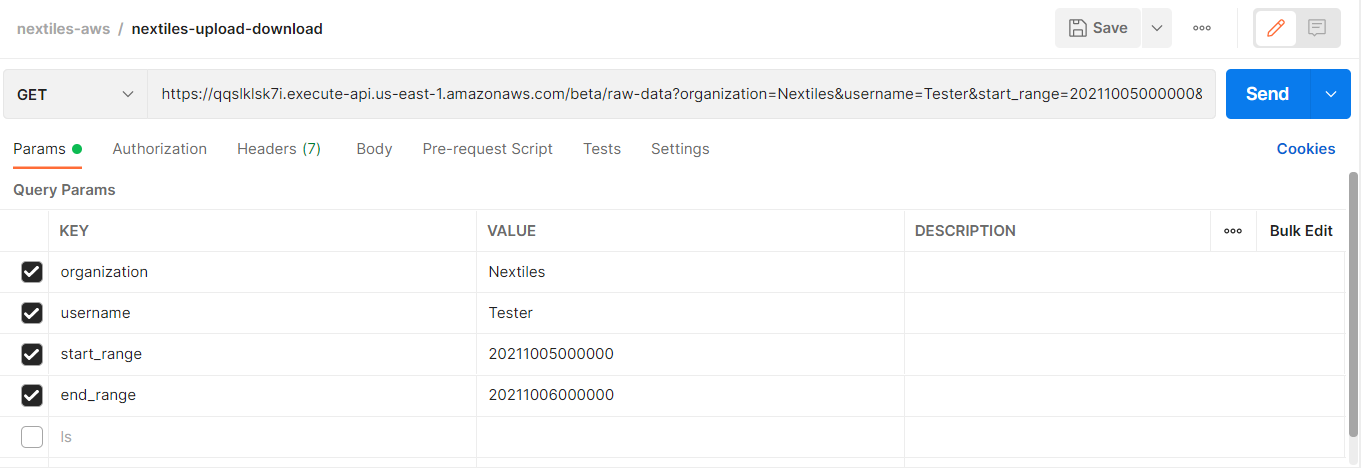 nextiles-aws / nextiles-upload-download
Save
GET
https://qqslklsk7i.execute-api.us-east-1.amazonaws.com/beta/raw-data?organization=Nextiles&username=Tester&start_range=20211005000000&
Send
Params Authorization Headers (7) Body Pre-request Script Tests Settings Cookies
Query Params
KEY VALUE DESCRIPTION Bulk Edit
organization Nextiles
username Tester
start_range 20211005000000
end_range 20211006000000
ls